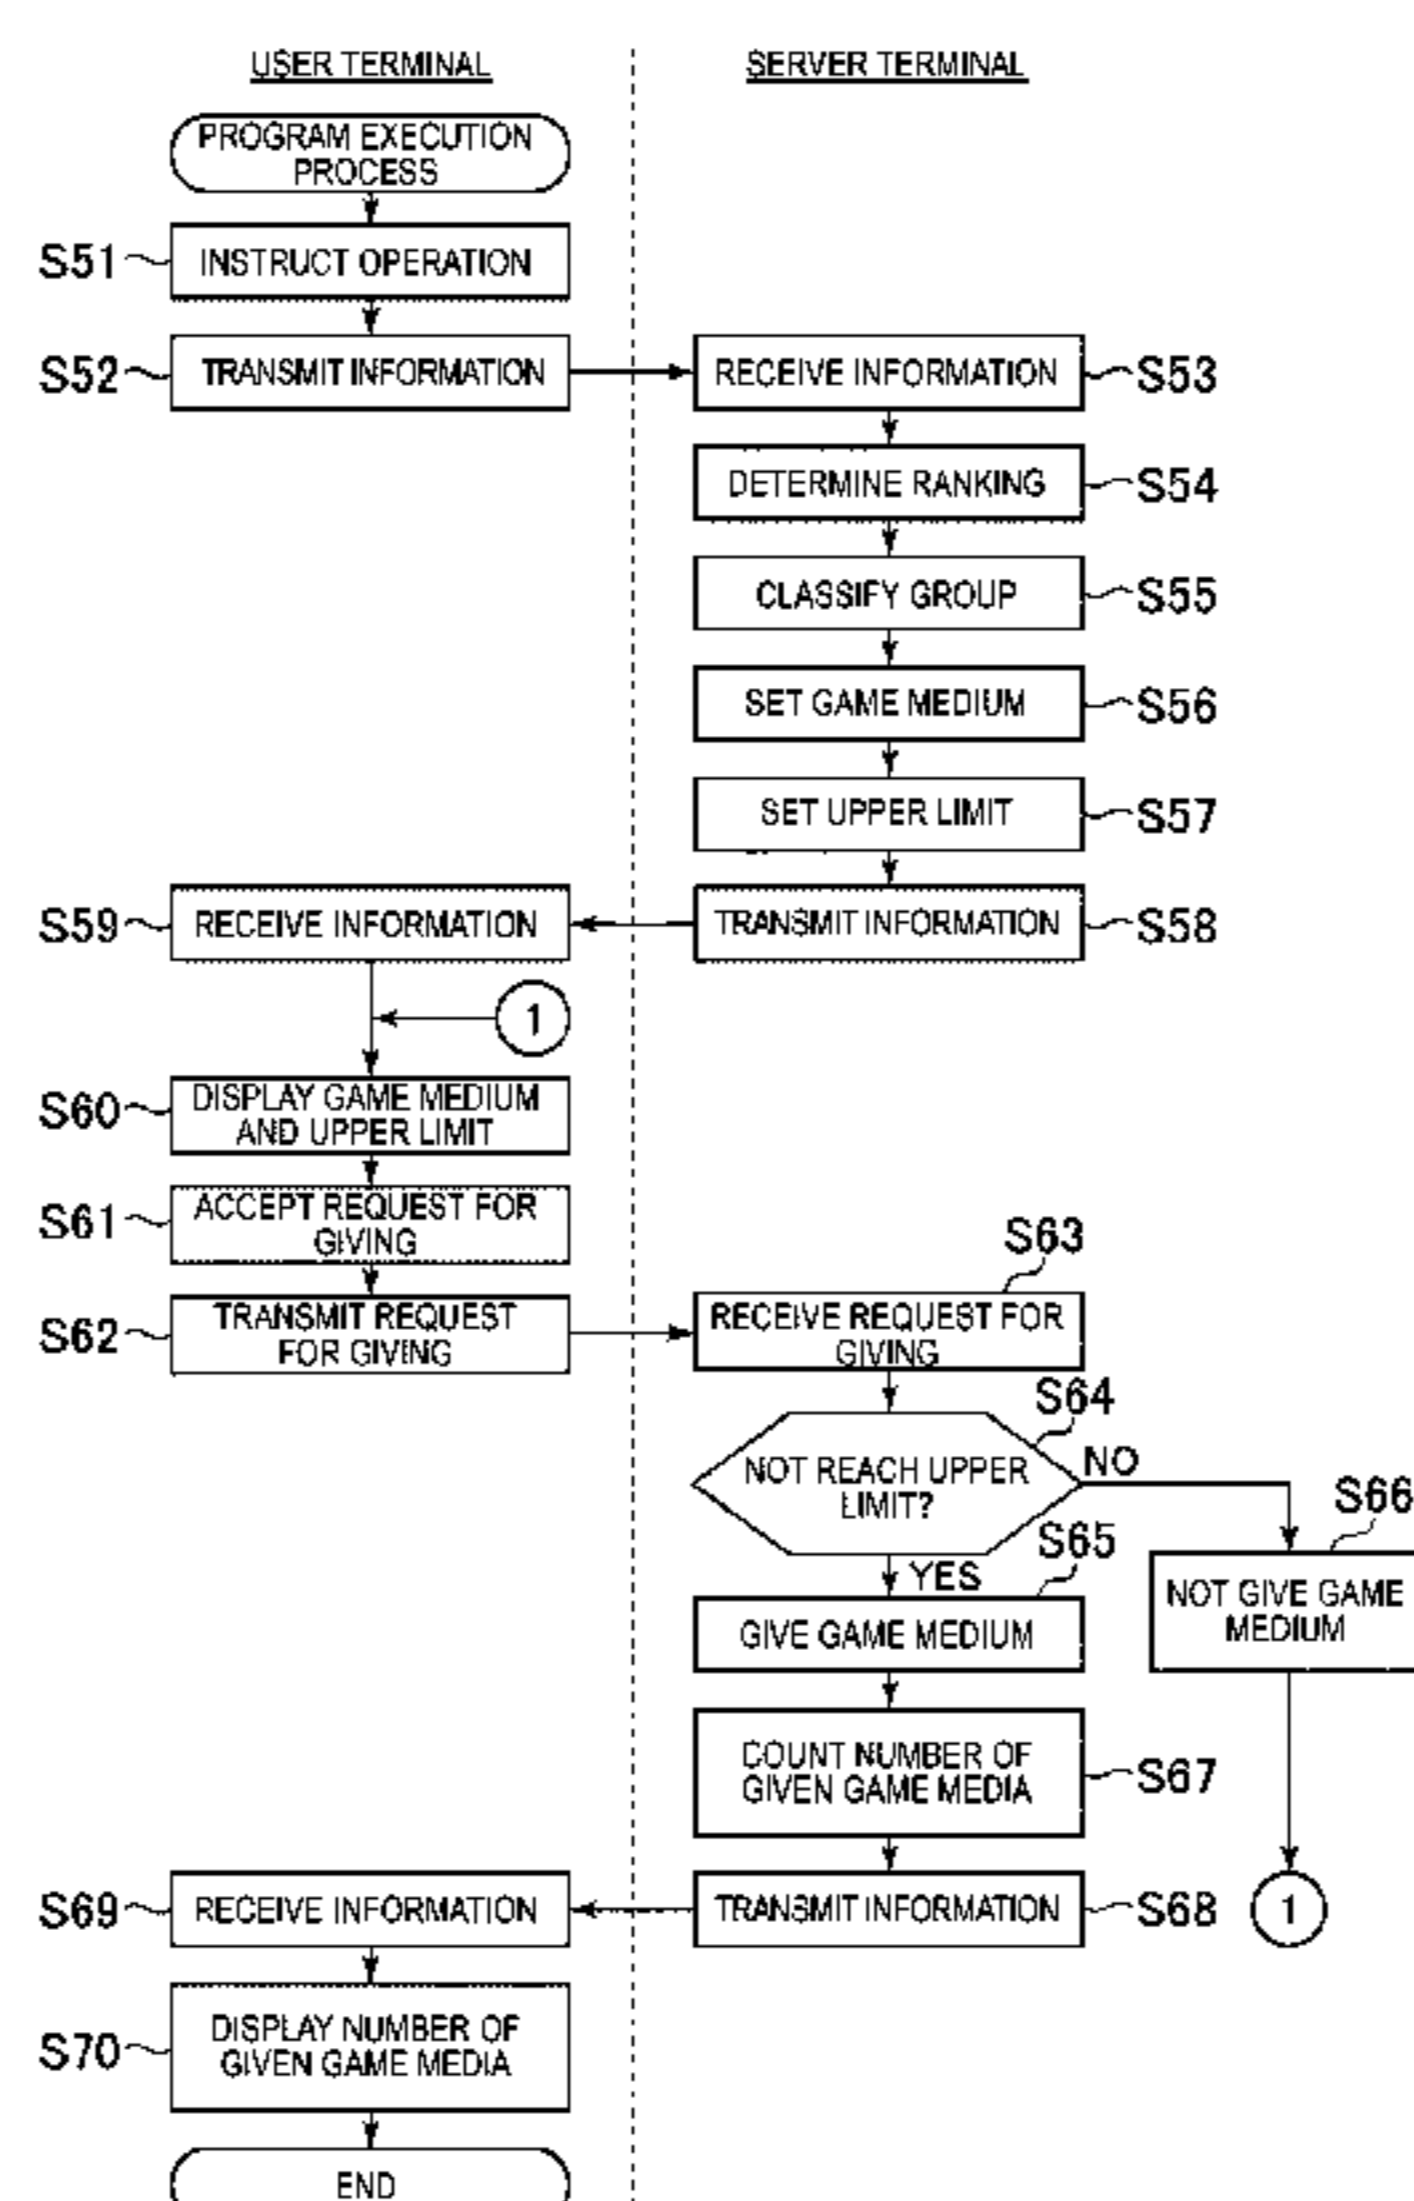 USER TERMINAL
SERVER TERMINAL
PROGRAM EXECUTION
PROCESS
S51
INSTRUCT OPERATION
S52
TRANSMIT INFORMATION
RECEIVE INFORMATION
S53
DETERMINE RANKING
S54
CLASSIFY GROUP
S55
SET GAME MEDIUM
S56
SET UPPER LIMIT
S57
S59
RECEIVE INFORMATION
TRANSMIT INFORMATION
S58
1
S60
DISPLAY GAME MEDIUM
AND UPPER LIMIT
S61
ACCEPT REQUEST FOR
GIVING
S62
TRANSMIT REQUEST
FOR GIVING
S63
RECEIVE REQUEST FOR
GIVING
S64
NOT REACH UPPER
LIMIT?
NO
YES
S65
GIVE GAME MEDIUM
S66
NOT GIVE GAME
MEDIUM
COUNT NUMBER OF
GIVEN GAME MEDIA
S67
S69
RECEIVE INFORMATION
TRANSMIT INFORMATION
S68
1
S70
DISPLAY NUMBER OF
GIVEN GAME MEDIA
END